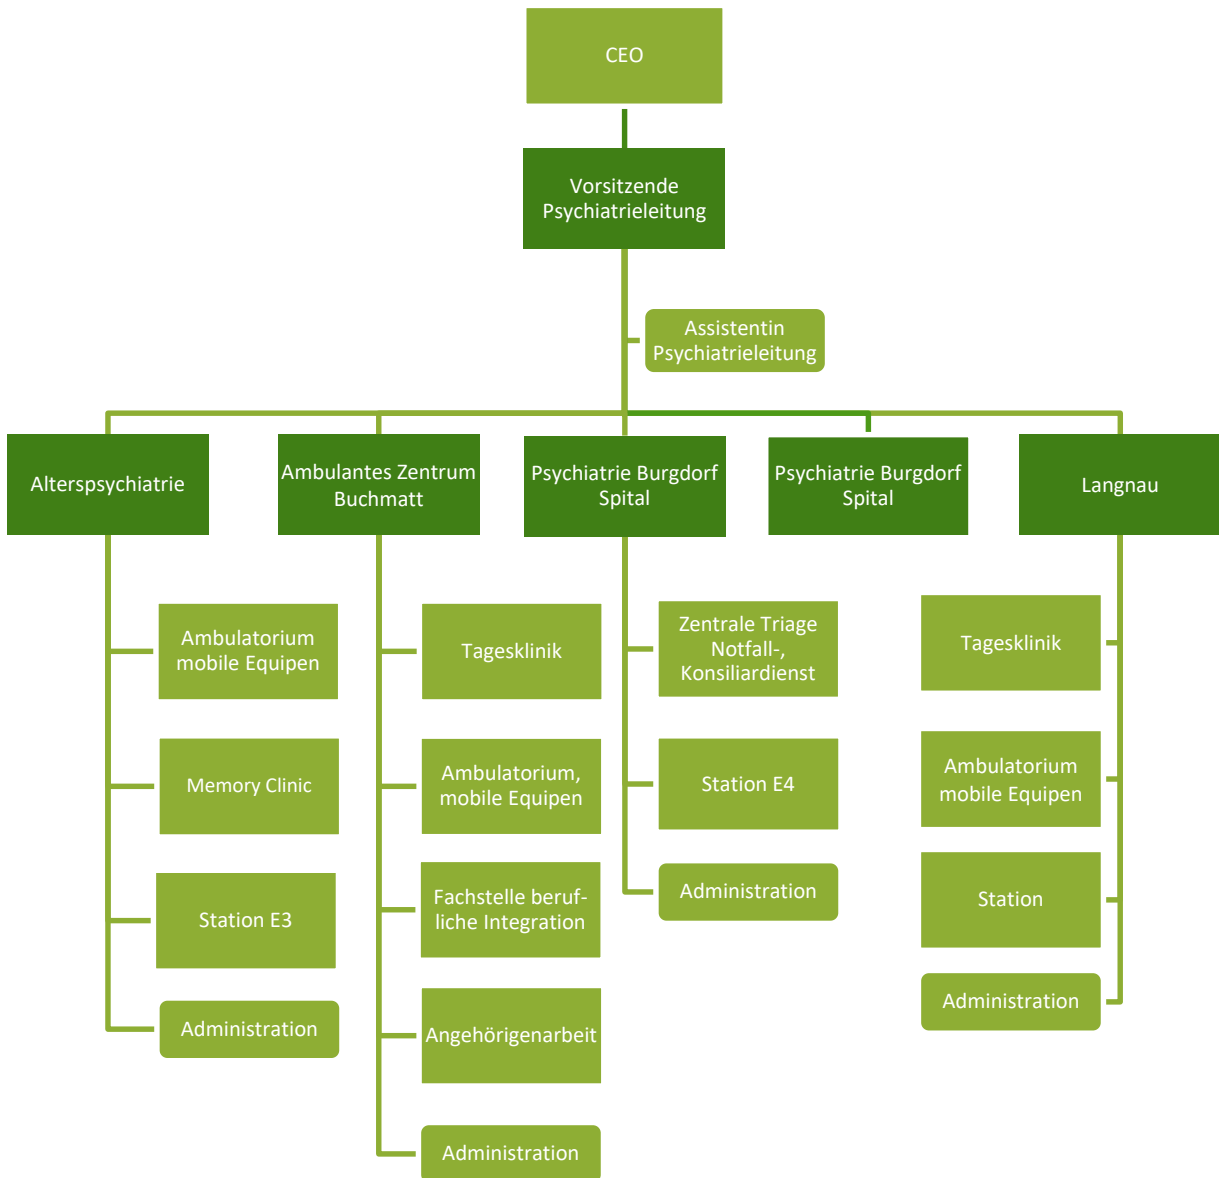 CEO
Vorsitzende
Psychiatrieleitung
Assistentin
Psychiatrieleitung
Alterspsychiatrie
Ambulantes Zentrum
Buchmatt
Psychiatrie Burgdorf
Spital
Psychiatrie Burgdorf
Spital
Langnau
Ambulatorium
mobile Equipen
Memory Clinic
Station E3
Administration
Tagesklinik
Ambulatorium,
mobile Equipen
Fachstelle beruf-
liche Integration
Angehörigenarbeit
Administration
Zentrale Triage
Notfall-,
Konsiliardienst
Station E4
Administration
Tagesklinik
Ambulatorium
mobile Equipen
Station
Administration